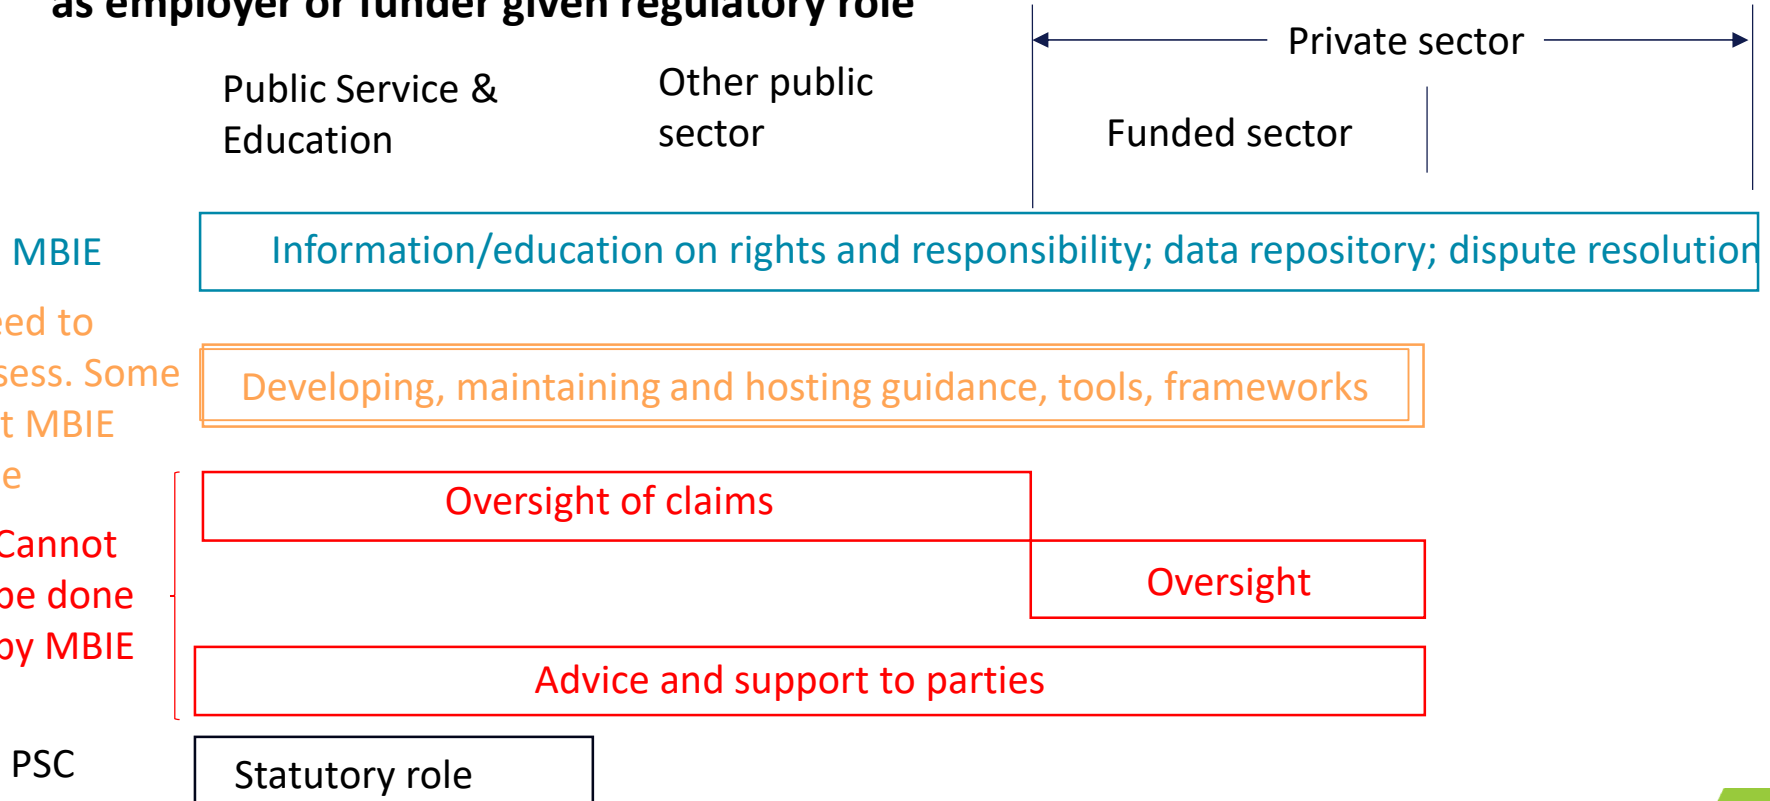 as employer or funder given regulatory role
Private sector
Public Service &
Education
Other public
sector
Funded sector
MBIE
Information/education on rights and responsibility; data repository; dispute resolution
to
Some
MBIE
Developing, maintaining and hosting guidance, tools, frameworks
Oversight of claims
Cannot
be done
by MBIE
Oversight
Advice and support to parties
PSC
Statutory role